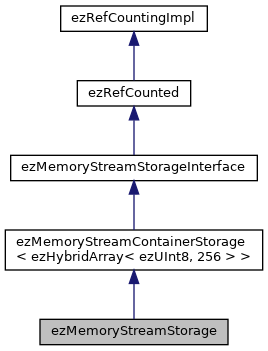 ezRefCountingImpl
ezRefCounted
ezMemoryStreamStorageInterface
ezMemoryStreamContainerStorage
< ezHybridArray< ezUInt8, 256 > >
ezMemoryStreamStorage